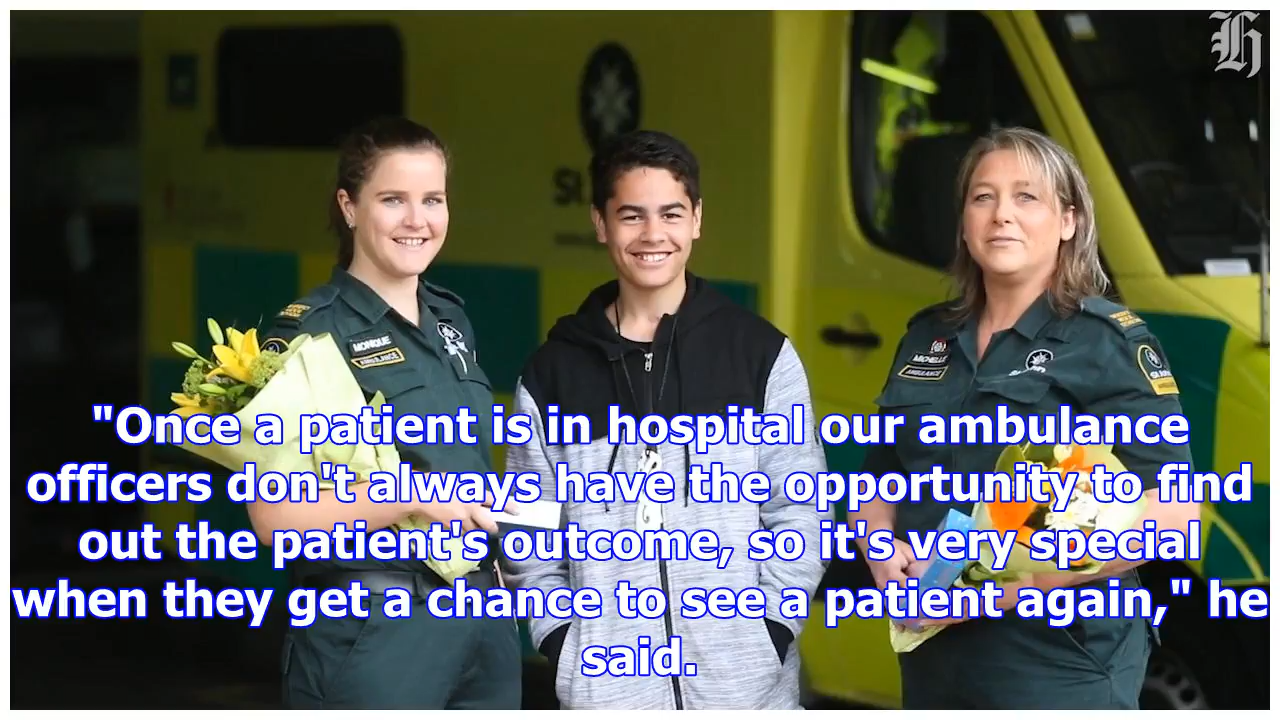 H
St
MONIQUE
AMBULANCE
MICHELLE
AMBULANCE
"Once a patient is in hospital our ambulance
officers don't always have the opportunity to find
out the patient's outcome, so it's very special
when they get a chance to see a patient again," he
said.